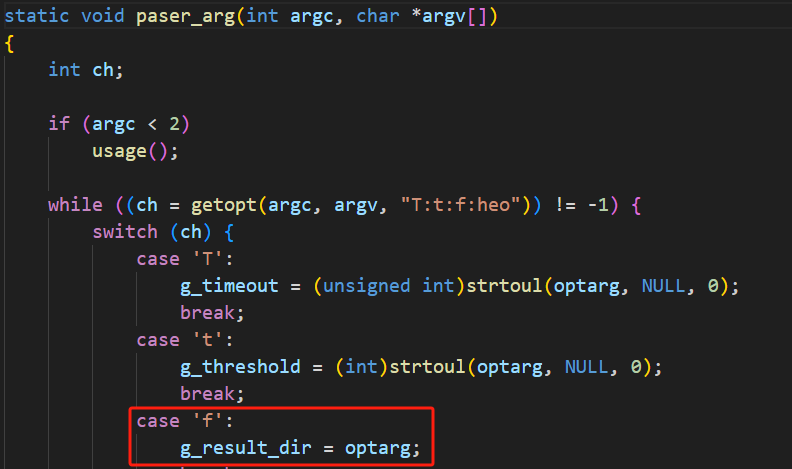 static void paser_arg(int argc, char *argv[])
{
    int ch;
    if (argc < 2)
        usage();
    while ((ch = getopt(argc, argv, "T:t:f:heo")) != -1) {
        switch (ch) {
            case 'T':
                g_timeout = (unsigned int)strtoul(optarg, NULL, 0);
                break;
            case 't':
                g_threshold = (int)strtoul(optarg, NULL, 0);
                break;
            case 'f':
                g_result_dir = optarg;